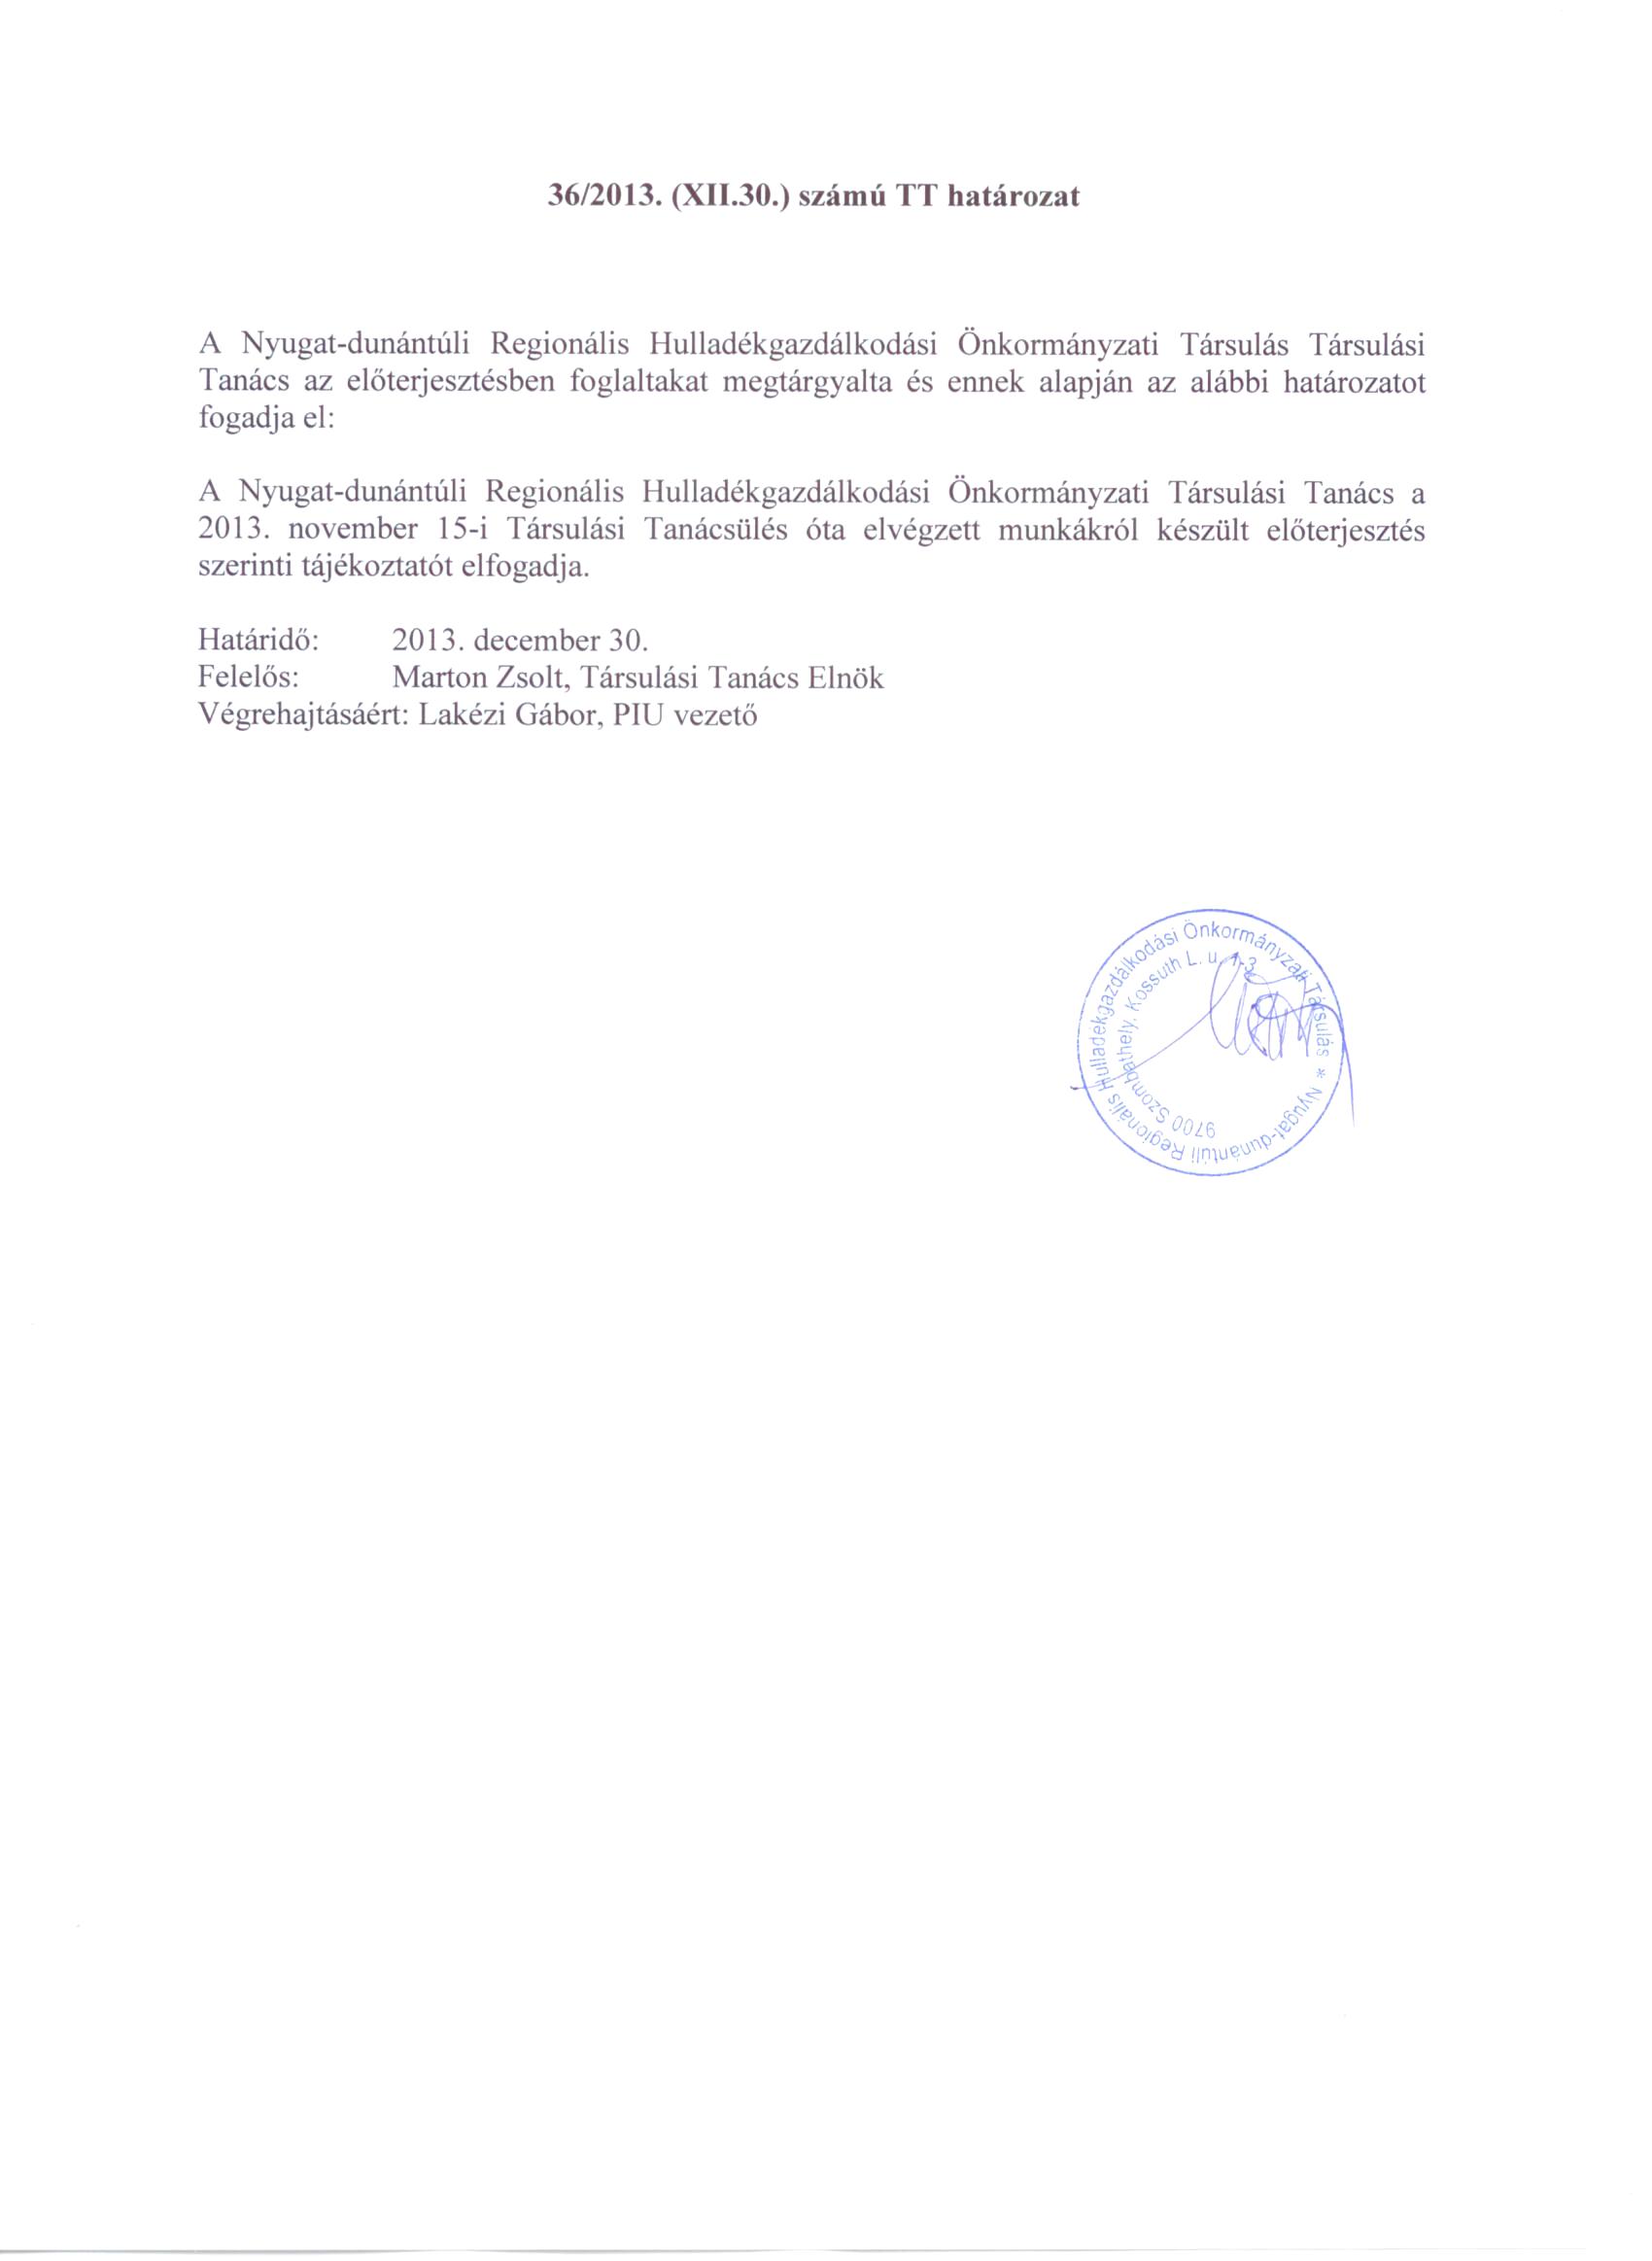 36/2013. (XII.30.) számú TT határozat
A Nyugat-dunántúli Regionális Hulladékgazdálkodási Önkormányzati Társulás Társulási
Tanács az előterjesztésben foglaltakat megtárgyalta és ennek alapján az alábbi határozatot
fogadja el:
A Nyugat-dunántúli Regionális Hulladékgazdálkodási Önkormányzati Társulási Tanács a
2013. november 15-i Társulási Tanácsülés óta elvégzett munkákról készült előterjesztés
szerinti tájékoztatót elfogadja.
Határidő: 2013. december 30.
Felelős: Marton Zsolt, Társulási Tanács Elnök
Végrehajtásáért: Lakézi Gábor, PIU vezető
Nyugat-dunántúli Regionális Hulladékgazdálkodási Önkormányzati Társulás *
9700 Szombathely, Kossuth L. u. 1-3